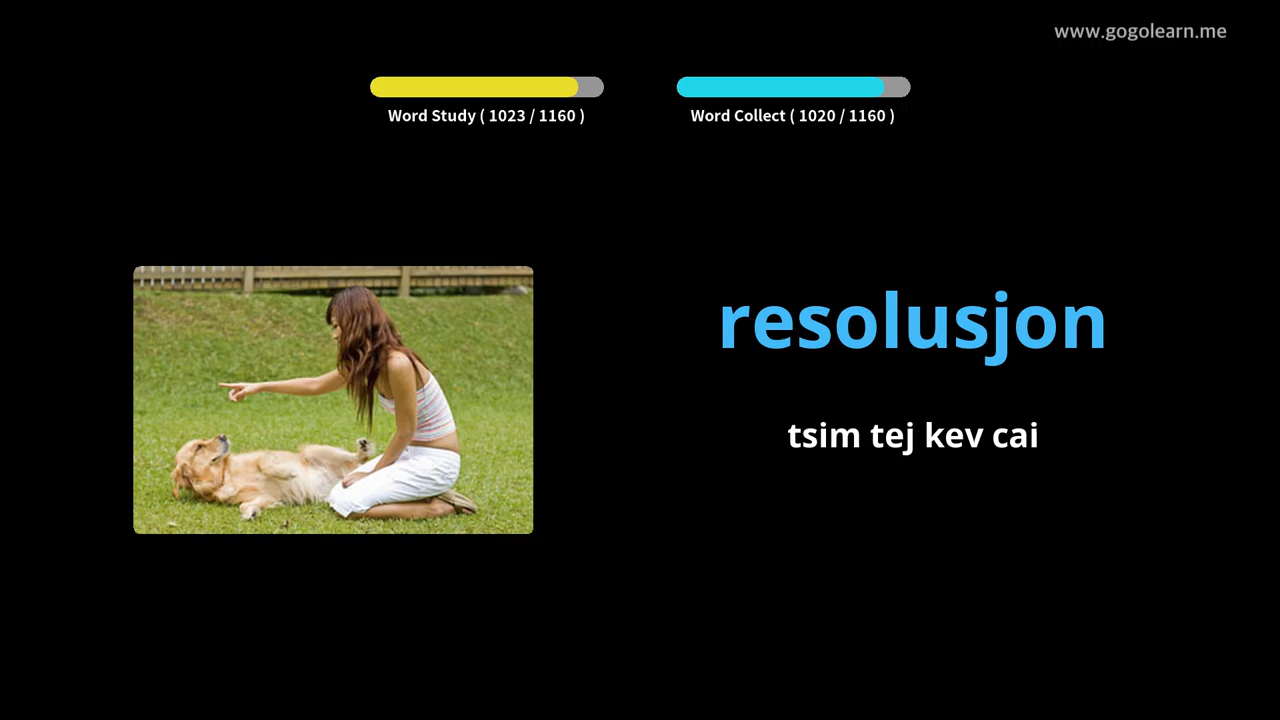 www.gogolearn.me
Word Study ( 1023 / 1160 )
Word Collect ( 1020 / 1160 )
resolusjon
tsim tej kev cai